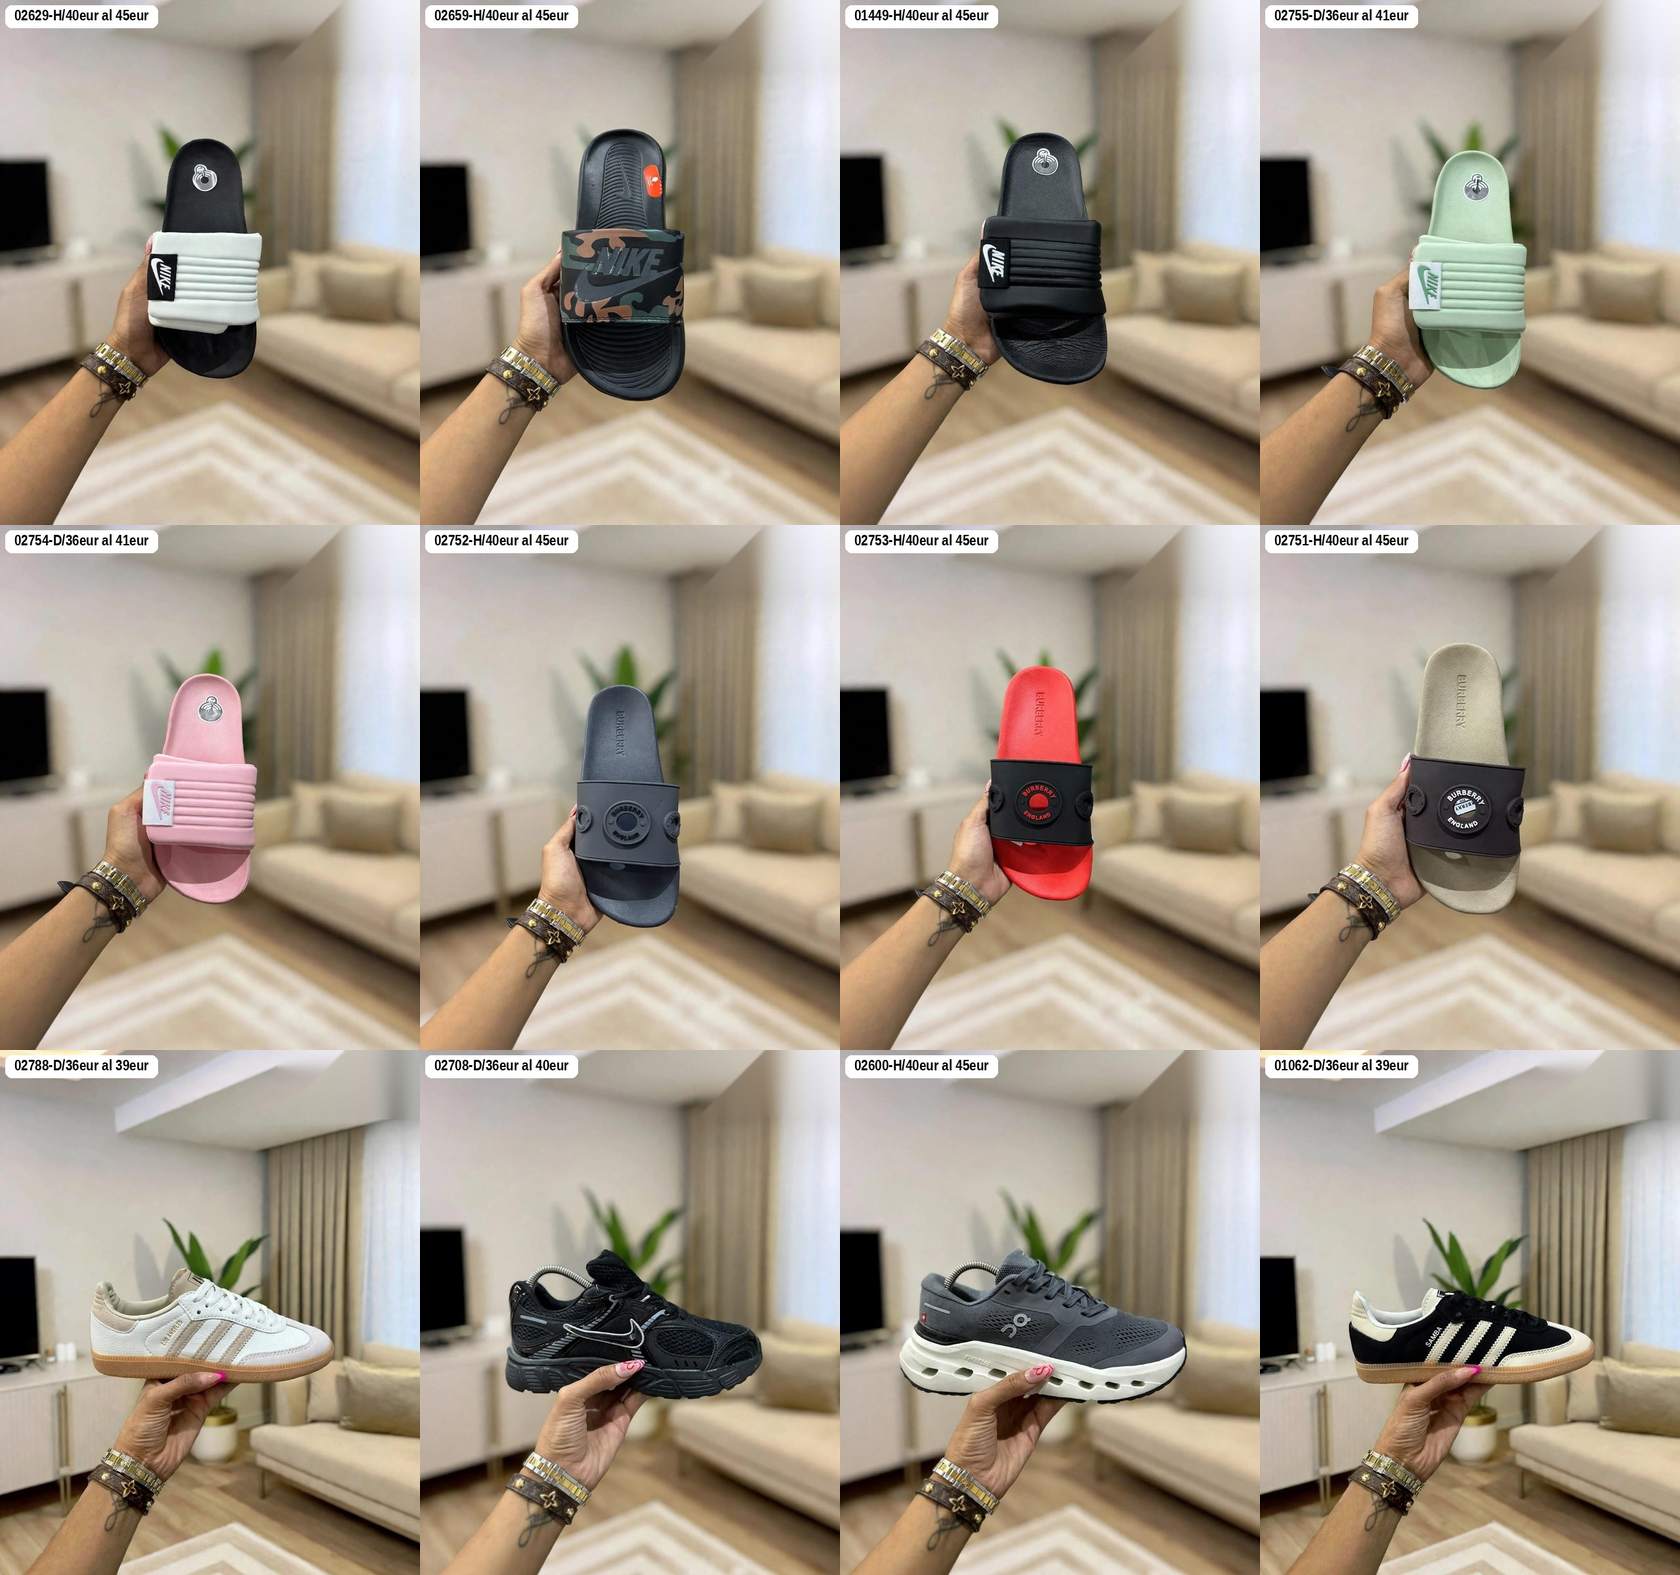 02629-H/40eur al 45eur
02659-H/40eur al 45eur
01449-H/40eur al 45eur
02755-D/36eur al 41eur
NIKE
NIKE
NIKE
NIKE
02754-D/36eur al 41eur
02752-H/40eur al 45eur
02753-H/40eur al 45eur
02751-H/40eur al 45eur
NIKE
BURBERRY
BURBERRY
ENGLAND
BURBERRY
BURBERRY
ENGLAND
BURBERRY
BURBERRY
ENGLAND
02788-D/36eur al 39eur
02708-D/36eur al 40eur
02600-H/40eur al 45eur
01062-D/36eur al 39eur
SAMBA